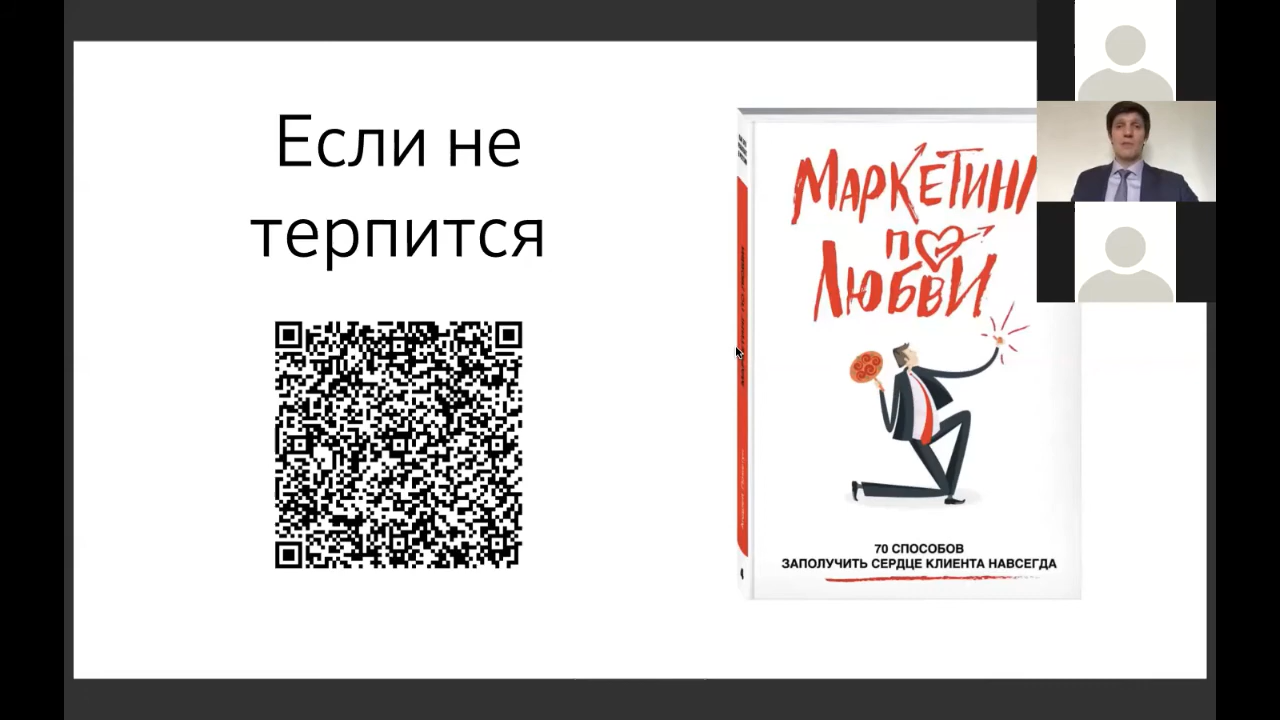 Если не
терпится
Маркетинг
по
Любви
70 СПОСОБОВ
ЗАПОЛУЧИТЬ СЕРДЦЕ КЛИЕНТА НАВСЕГДА